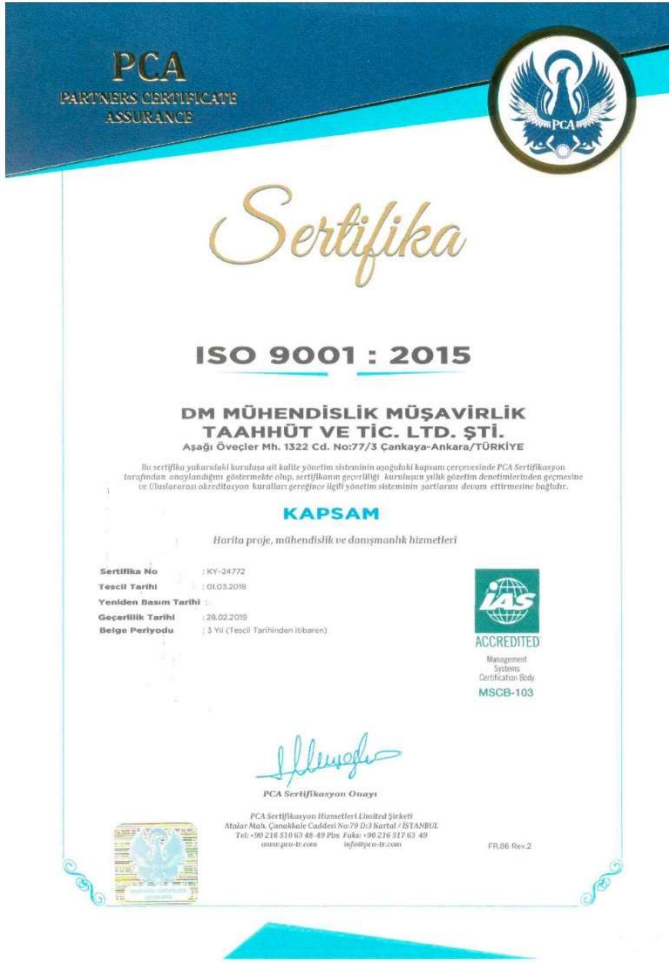 PCA
PARTNERS CERTIFICATE
ASSURANCE
PCA
Sertifika
ISO 9001 : 2015
DM MÜHENDİSLİK MÜŞAVİRLİK
TAAHHÜT VE TİC. LTD. ŞTİ.
Aşağı Öveçler Mh. 1322 Cd. No:77/3 Çankaya-Ankara/TÜRKİYE
Bu sertifika yukarıdaki kuruluşa ait kalite yönetim sisteminin aşağıdaki kapsam çerçevesinde PCA Sertifikasyon
tarafından onaylandığını göstermekte olup, sertifikanın geçerliliği kuruluşun yıllık gözetim denetimlerinden geçmesine
ve Uluslararası akreditasyon kuralları gereğince ilgili yönetim sisteminin şartlarını devam ettirmesine bağlıdır.
KAPSAM
Harita proje, mühendislik ve danışmanlık hizmetleri
Sertifika No : KY-24772
Tescil Tarihi : 01.03.2018
Yeniden Basım Tarihi :
Geçerlilik Tarihi : 28.02.2019
Belge Periyodu : 3 Yıl (Tescil Tarihinden itibaren)
IAS
ACCREDITED
Management
Systems
Certification Body
MSCB-103
PCA Sertifikasyon Onayı
PCA Sertifikasyon Hizmetleri Limited Şirketi
Atalar Mah. Çanakkale Caddesi No:79 D:3 Kartal / İSTANBUL
Tel: +90 216 510 63 48-49 Pbx Faks: +90 216 517 63 49
www.pca-tr.com info@pca-tr.com
FR.86 Rev.2